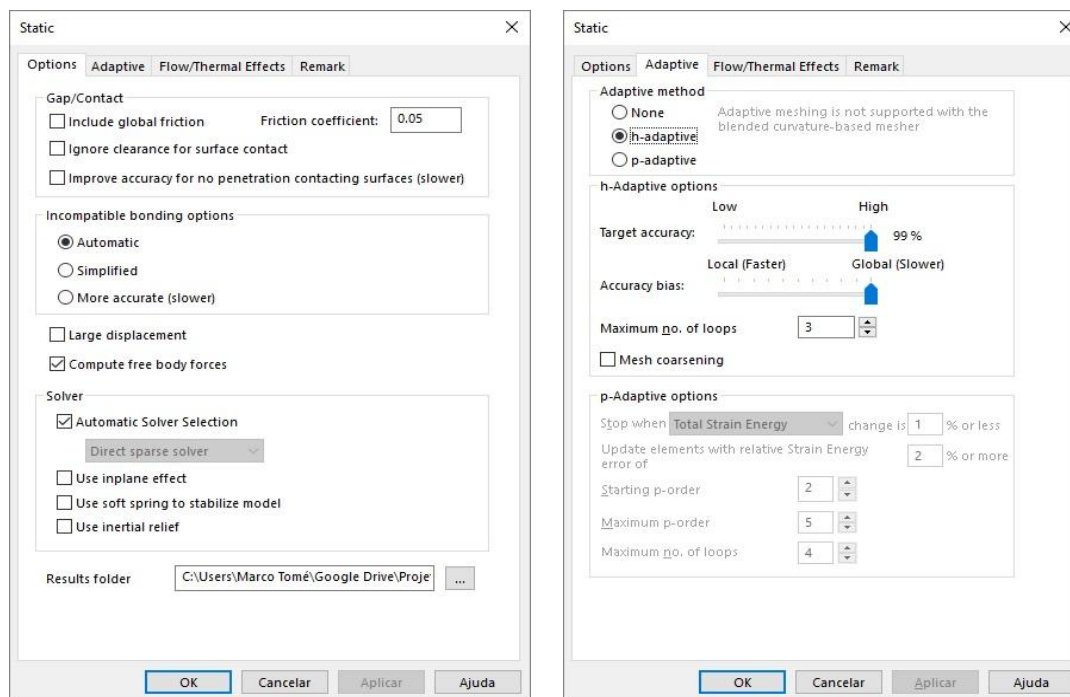 Static
Options Adaptive Flow/Thermal Effects Remark
Gap/Contact
Include global friction Friction coefficient: 0.05
Ignore clearance for surface contact
Improve accuracy for no penetration contacting surfaces (slower)
Incompatible bonding options
Automatic
Simplified
More accurate (slower)
Large displacement
Compute free body forces
Solver
Automatic Solver Selection
Direct sparse solver
Use inplane effect
Use soft spring to stabilize model
Use inertial relief
Results folder C:\Users\Marco Tomé\Google Drive\Proje ...
OK Cancelar Aplicar Ajuda
Static
Options Adaptive Flow/Thermal Effects Remark
Adaptive method
None
h-adaptive
p-adaptive
Adaptive meshing is not supported with the
blended curvature-based mesher
h-Adaptive options
Low High
Target accuracy: 99 %
Local (Faster) Global (Slower)
Accuracy bias:
Maximum no. of loops 3
Mesh coarsening
p-Adaptive options
Stop when Total Strain Energy change is 1 % or less
Update elements with relative Strain Energy
error of 2 % or more
Starting p-order 2
Maximum p-order 5
Maximum no. of loops 4
OK Cancelar Aplicar Ajuda